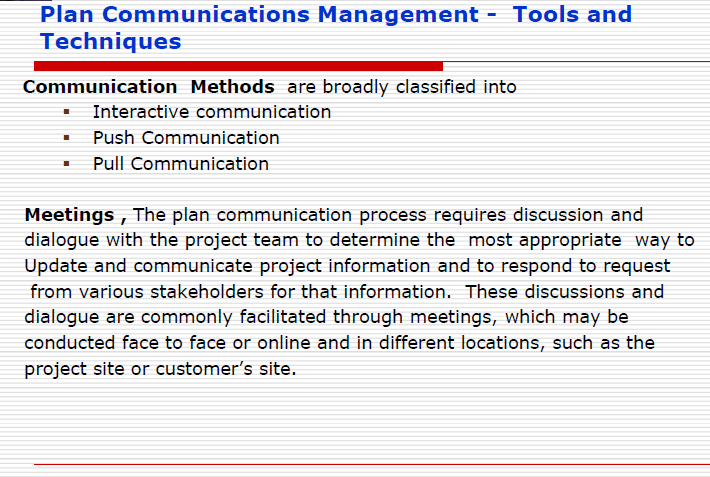 Plan Communications Management - Tools and
Techniques
Communication Methods are broadly classified into
▪ Interactive communication
▪ Push Communication
▪ Pull Communication
Meetings , The plan communication process requires discussion and
dialogue with the project team to determine the most appropriate way to
Update and communicate project information and to respond to request
from various stakeholders for that information. These discussions and
dialogue are commonly facilitated through meetings, which may be
conducted face to face or online and in different locations, such as the
project site or customer’s site.